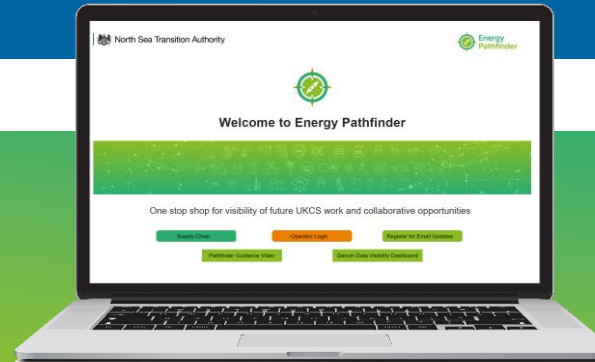 North Sea Transition Authority
Energy
Pathfinder
Welcome to Energy Pathfinder
One stop shop for visibility of future UKCS work and collaborative opportunities
Supply Chain
Operator Login
Register for Email Updates
Pathfinder Guidance Video
Decom Data Visibility Dashboard